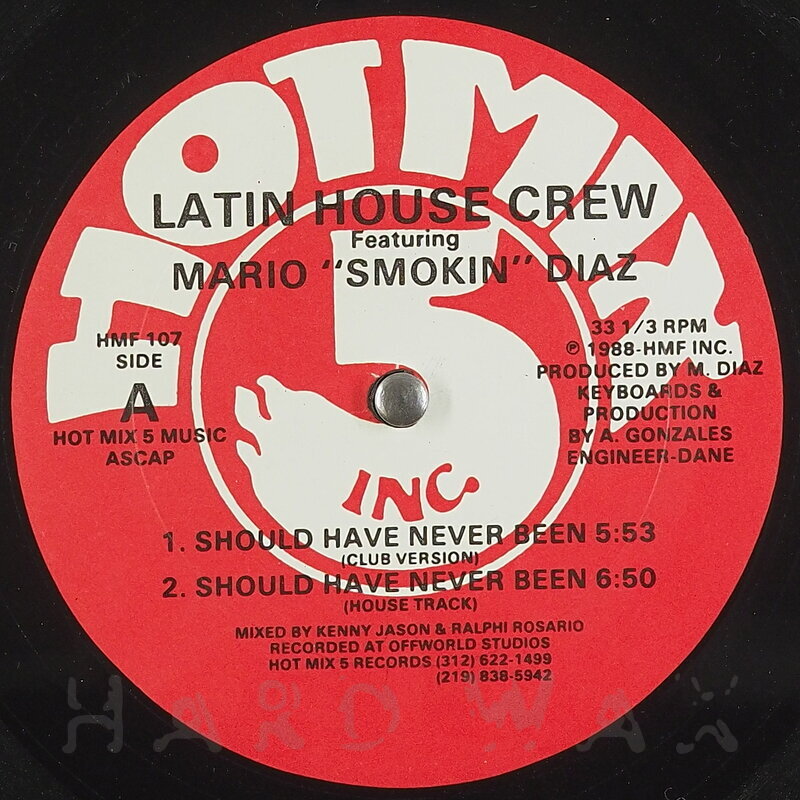 HOTMIX
5
INC.
LATIN HOUSE CREW
Featuring
MARIO "SMOKIN" DIAZ
HMF 107
SIDE
A
HOT MIX 5 MUSIC
ASCAP
33 1/3 RPM
℗ 1988-HMF INC.
PRODUCED BY M. DIAZ
KEYBOARDS &
PRODUCTION
BY A. GONZALES
ENGINEER-DANE
1. SHOULD HAVE NEVER BEEN 5:53
(CLUB VERSION)
2. SHOULD HAVE NEVER BEEN 6:50
(HOUSE TRACK)
MIXED BY KENNY JASON & RALPHI ROSARIO
RECORDED AT OFFWORLD STUDIOS
HOT MIX 5 RECORDS (312) 622-1499
(219) 838-5942
HARD WAX